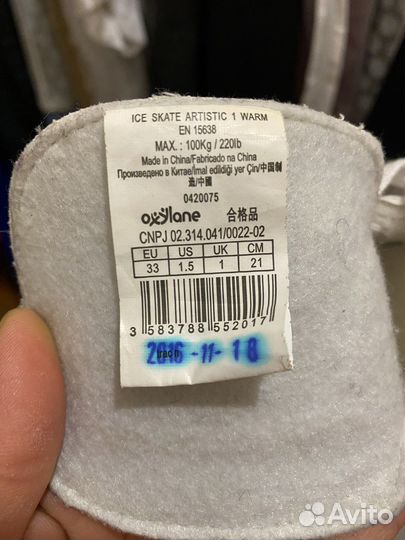 ICE SKATE ARTISTIC 1 WARM
EN 15638
MAX. : 100Kg / 220lb
Made in China/Fabricado na China
Произведено в Китае/Imal edildiği yer Çin/中国制
造/中國
0420075
oxylane 合格品
CNPJ 02.314.041/0022-02
EU US UK CM
33 1.5 1 21
3 583788 552017
2016-11-18
Avito